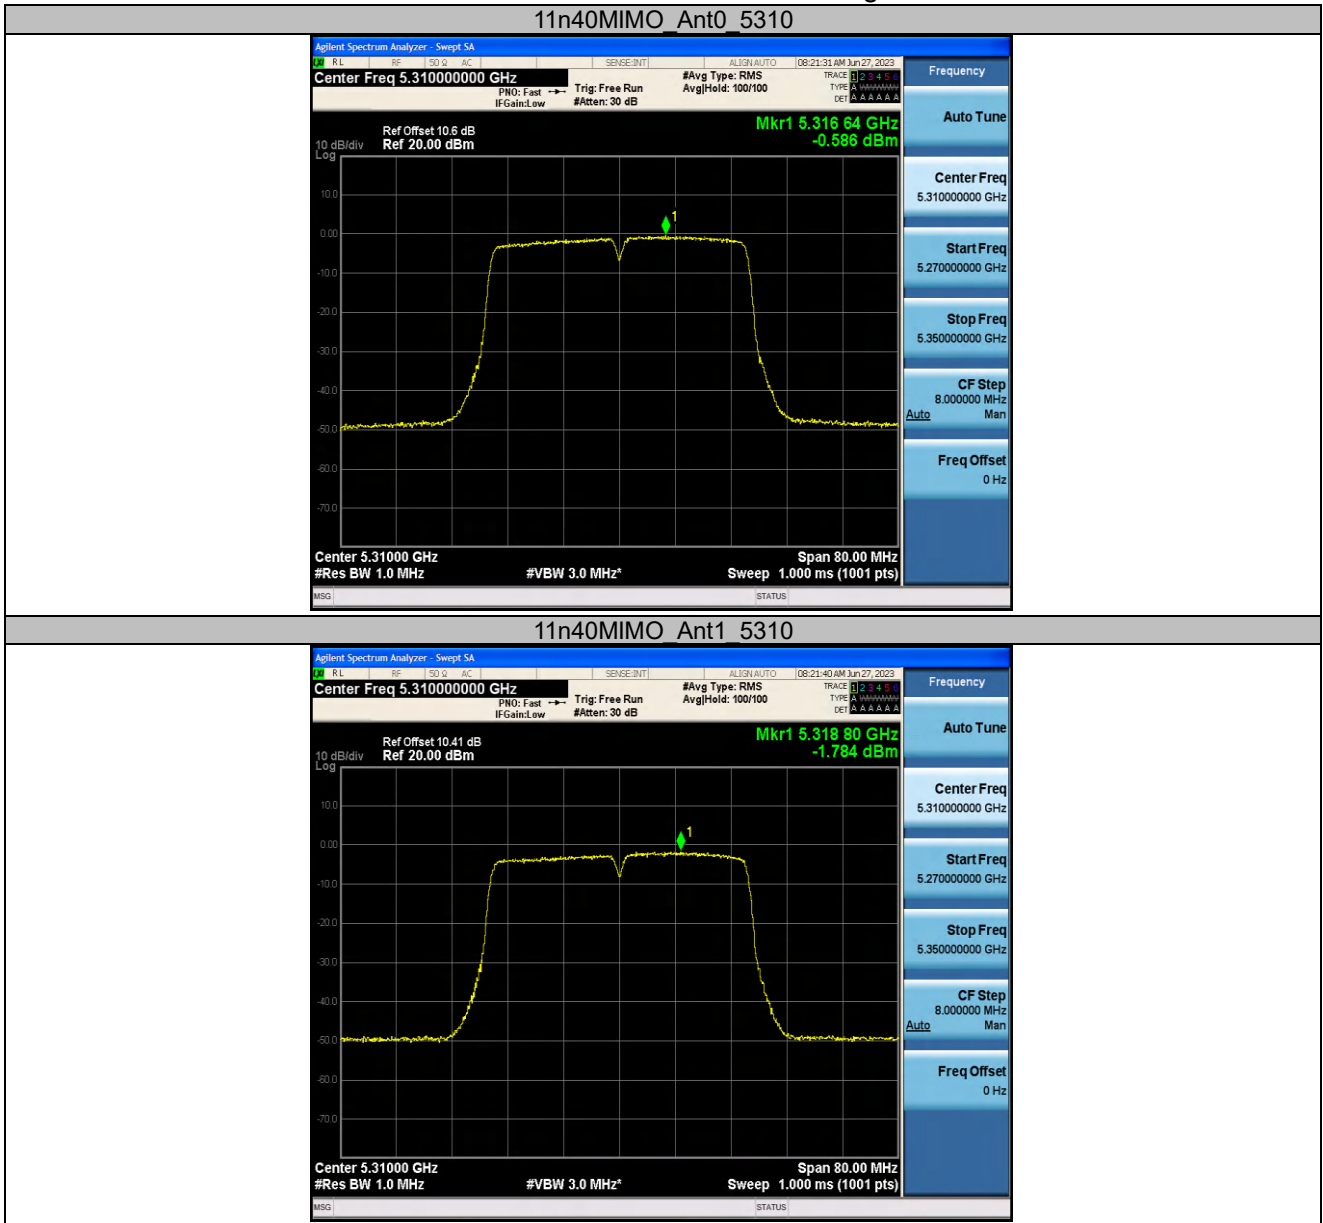 11n40MIMO_Ant0_5310
Agilent Spectrum Analyzer - Swept SA
RL RF 50 Ω AC SENSE:INT ALIGN AUTO 08:21:31 AM Jun 27, 2023
Center Freq 5.310000000 GHz
PNO: Fast
IFGain:Low
Trig: Free Run
#Atten: 30 dB
#Avg Type: RMS
Avg|Hold: 100/100
TRACE 1 2 3 4 5 6
TYPE A WWWWW
DET A A A A A A
Frequency
Mkr1 5.316 64 GHz
-0.586 dBm
Ref Offset 10.6 dB
10 dB/div Ref 20.00 dBm
Log
10.0
0.00
-10.0
-20.0
-30.0
-40.0
-50.0
-60.0
-70.0
1
Auto Tune
Center Freq
5.310000000 GHz
Start Freq
5.270000000 GHz
Stop Freq
5.350000000 GHz
CF Step
8.000000 MHz
Auto Man
Freq Offset
0 Hz
Center 5.31000 GHz Span 80.00 MHz
#Res BW 1.0 MHz #VBW 3.0 MHz* Sweep 1.000 ms (1001 pts)
MSG STATUS
11n40MIMO_Ant1_5310
Agilent Spectrum Analyzer - Swept SA
RL RF 50 Ω AC SENSE:INT ALIGN AUTO 08:21:40 AM Jun 27, 2023
Center Freq 5.310000000 GHz
PNO: Fast
IFGain:Low
Trig: Free Run
#Atten: 30 dB
#Avg Type: RMS
Avg|Hold: 100/100
TRACE 1 2 3 4 5 6
TYPE A WWWWW
DET A A A A A A
Frequency
Mkr1 5.318 80 GHz
-1.784 dBm
Ref Offset 10.41 dB
10 dB/div Ref 20.00 dBm
Log
10.0
0.00
-10.0
-20.0
-30.0
-40.0
-50.0
-60.0
-70.0
1
Auto Tune
Center Freq
5.310000000 GHz
Start Freq
5.270000000 GHz
Stop Freq
5.350000000 GHz
CF Step
8.000000 MHz
Auto Man
Freq Offset
0 Hz
Center 5.31000 GHz Span 80.00 MHz
#Res BW 1.0 MHz #VBW 3.0 MHz* Sweep 1.000 ms (1001 pts)
MSG STATUS